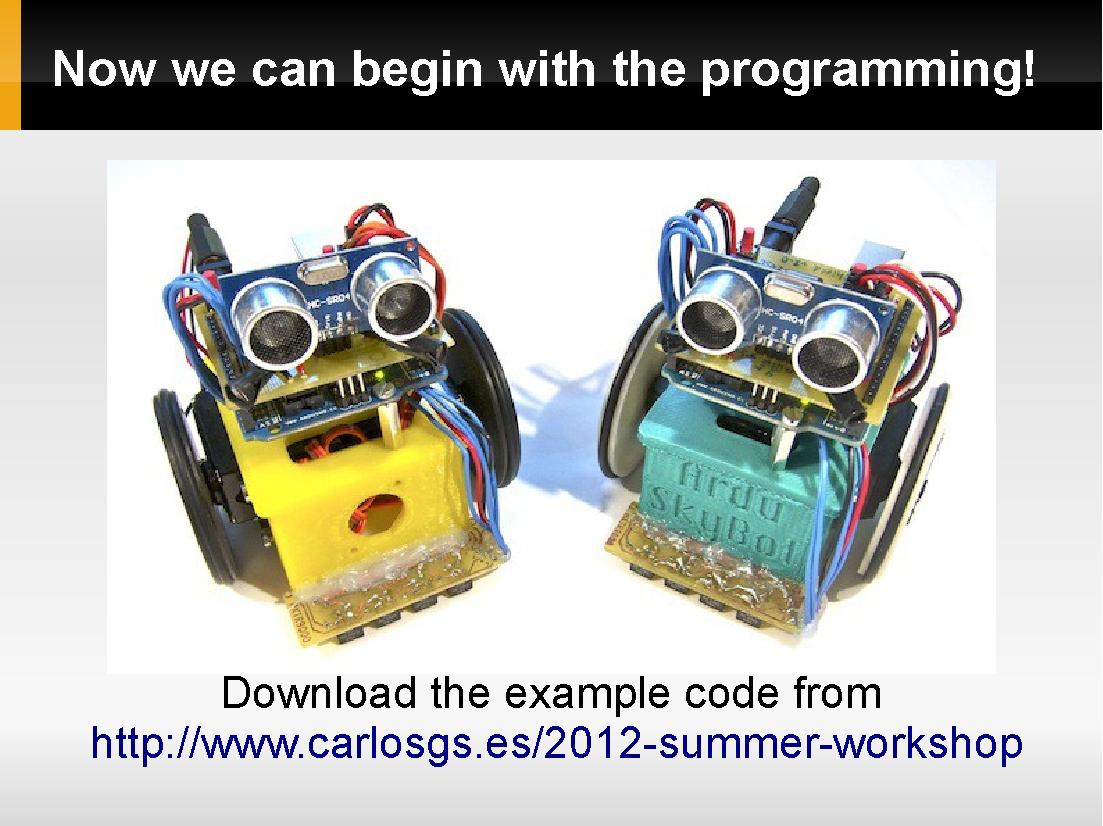 Now we can begin with the programming!
HC-SR04
HC-SR04
Ardu
SkyBot
Download the example code from
http://www.carlosgs.es/2012-summer-workshop